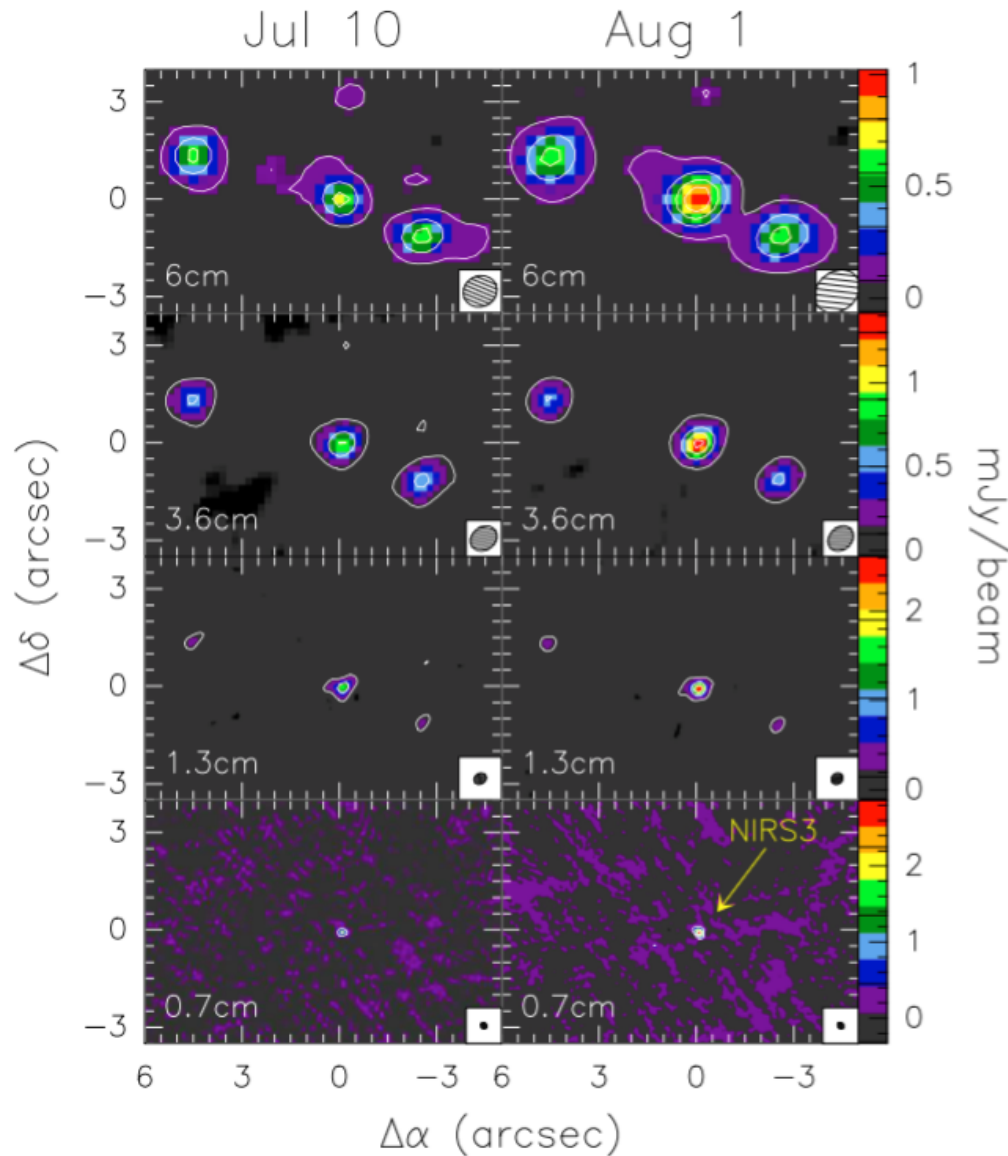 Jul 10 Aug 1
3 0 −3 6cm 6cm 1 0.5 0
3 0 −3 3.6cm 3.6cm 1 0.5 0
3 0 −3 1.3cm 1.3cm 2 1 0
3 0 −3 0.7cm NIRS3 0.7cm 2 1 0
6 3 0 −3 6 3 0 −3
Δα (arcsec)
Δδ (arcsec)
mJy/beam